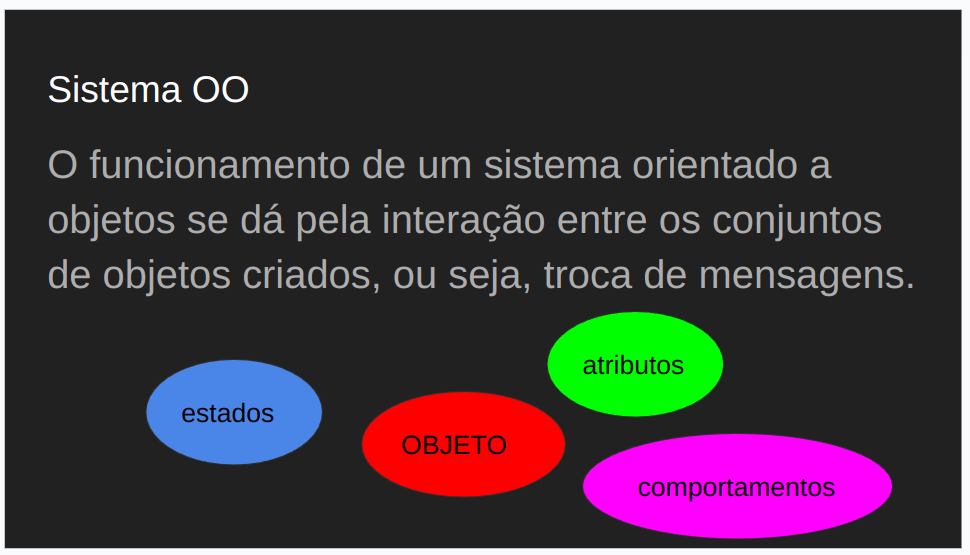 Sistema OO
O funcionamento de um sistema orientado a
objetos se dá pela interação entre os conjuntos
de objetos criados, ou seja, troca de mensagens.
atributos
estados
OBJETO
comportamentos